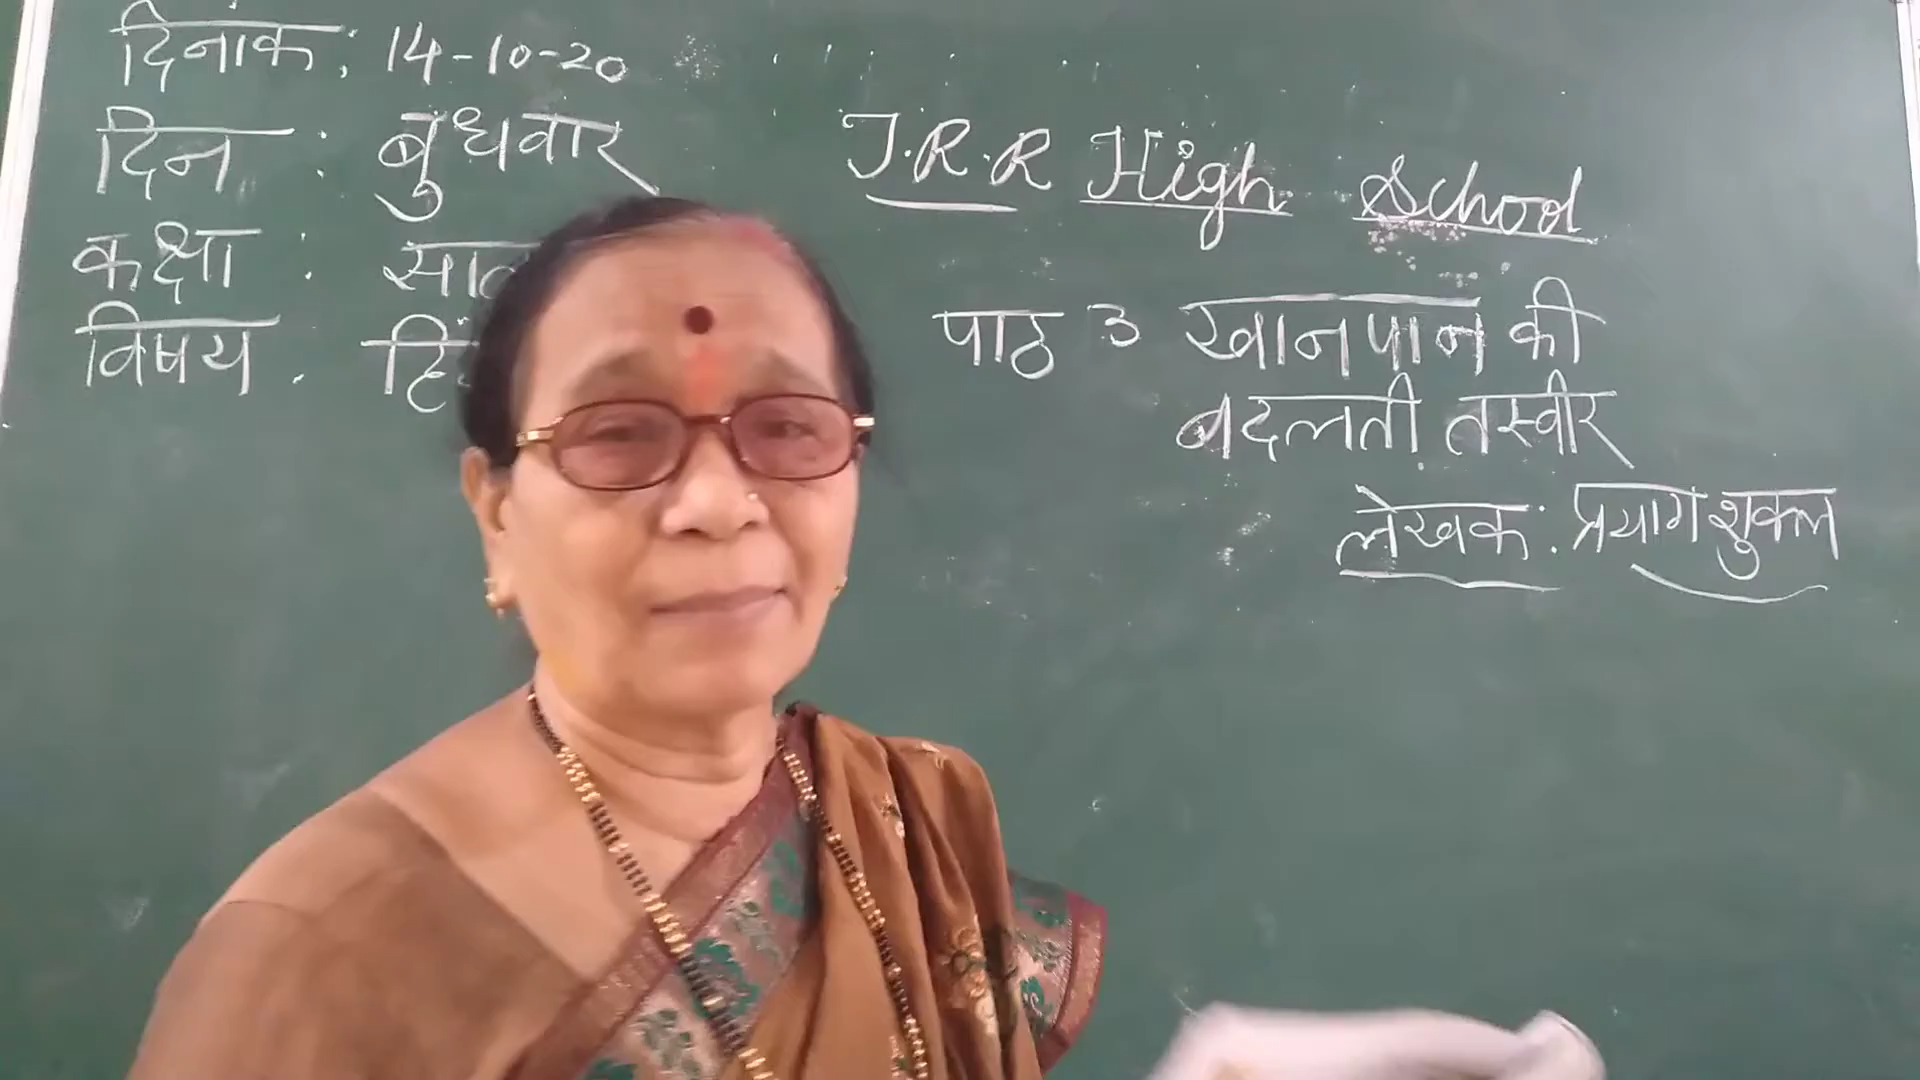 दिनांक: 14-10-20
दिन : बुधवार
कक्षा :
विषय :
J.R.R High School
पाठ 3 खानपान की
बदलती तस्वीर
लेखक: प्रयाग शुक्ल